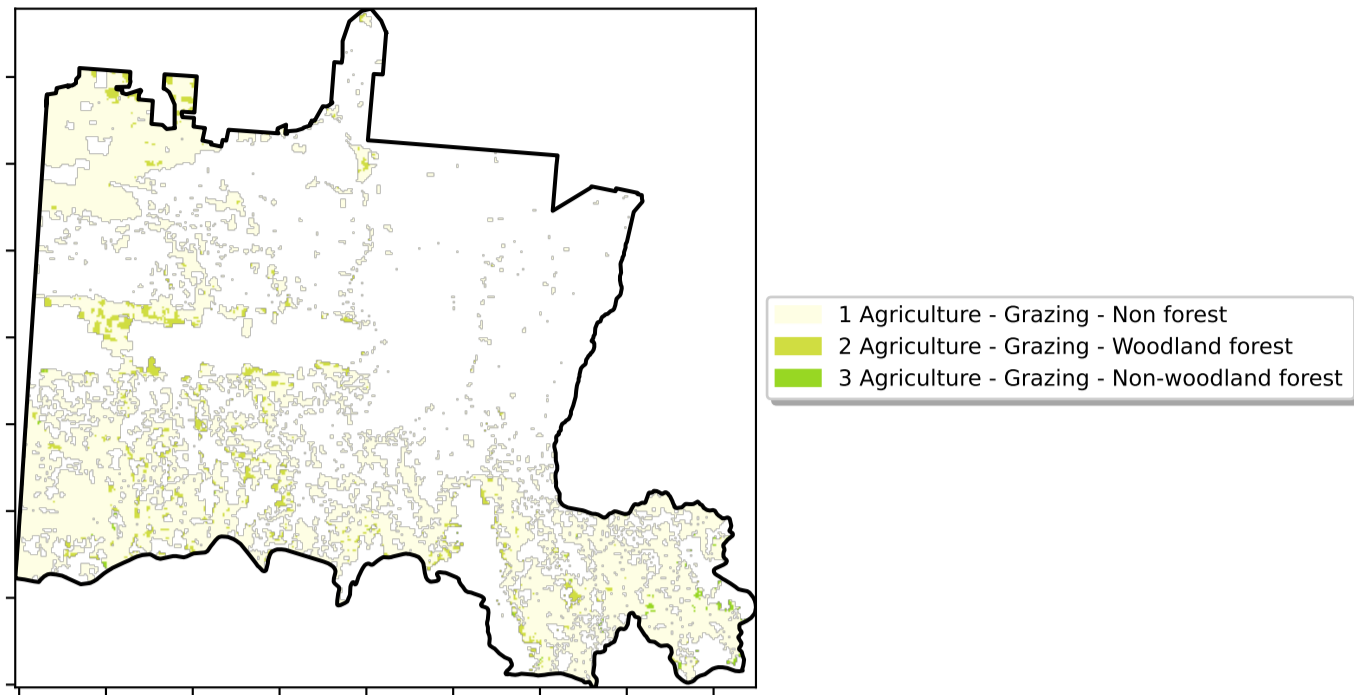 1 Agriculture - Grazing - Non forest
2 Agriculture - Grazing - Woodland forest
3 Agriculture - Grazing - Non-woodland forest